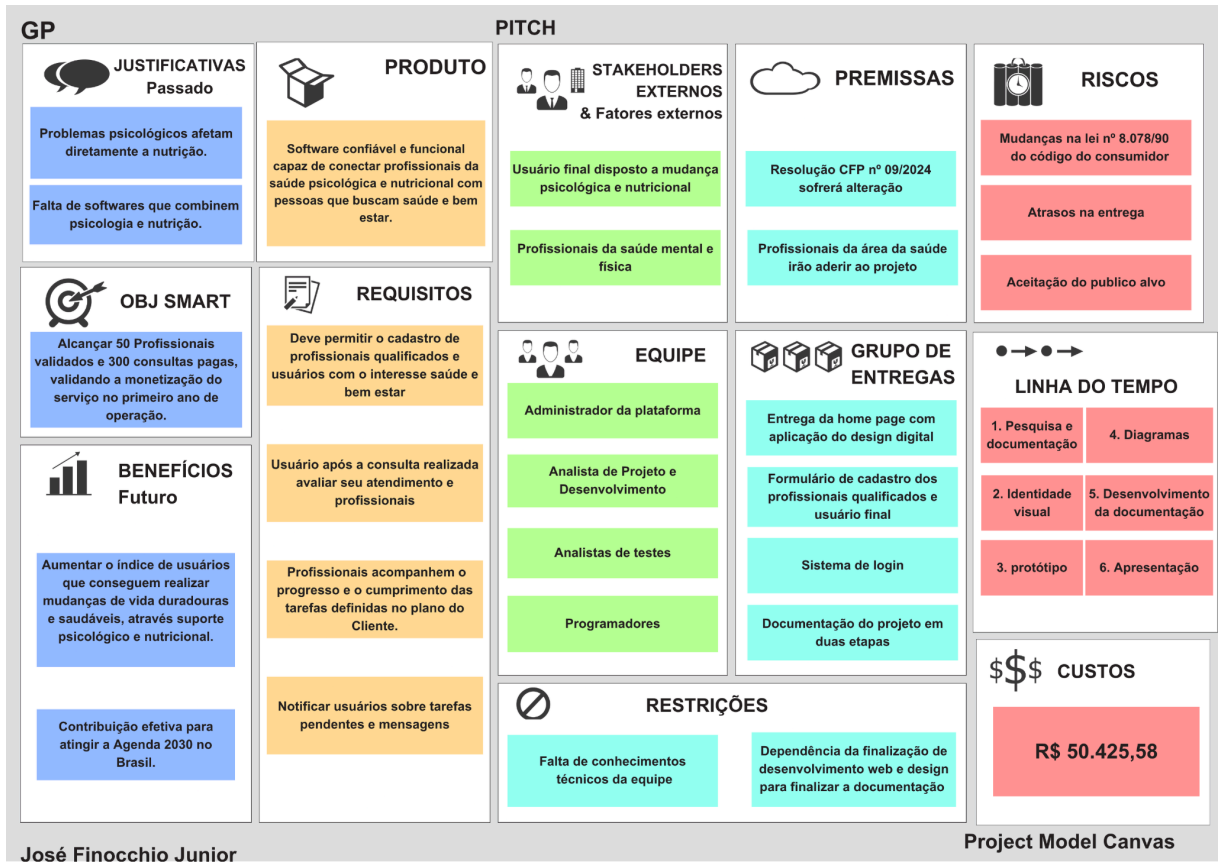 GP
PITCH
JUSTIFICATIVAS
Passado
Problemas psicológicos afetam
diretamente a nutrição.
Falta de softwares que combinem
psicologia e nutrição.
PRODUTO
Software confiável e funcional
capaz de conectar profissionais da
saúde psicológica e nutricional com
pessoas que buscam saúde e bem
estar.
STAKEHOLDERS
EXTERNOS
& Fatores externos
Usuário final disposto a mudança
psicológica e nutricional
Profissionais da saúde mental e
física
PREMISSAS
Resolução CFP nº 09/2024
sofrerá alteração
Profissionais da área da saúde
irão aderir ao projeto
RISCOS
Mudanças na lei nº 8.078/90
do código do consumidor
Atrasos na entrega
Aceitação do publico alvo
OBJ SMART
Alcançar 50 Profissionais
validados e 300 consultas pagas,
validando a monetização do
serviço no primeiro ano de
operação.
REQUISITOS
Deve permitir o cadastro de
profissionais qualificados e
usuários com o interesse saúde e
bem estar
Usuário após a consulta realizada
avaliar seu atendimento e
profissionais
Profissionais acompanhem o
progresso e o cumprimento das
tarefas definidas no plano do
Cliente.
Notificar usuários sobre tarefas
pendentes e mensagens
EQUIPE
Administrador da plataforma
Analista de Projeto e
Desenvolvimento
Analistas de testes
Programadores
GRUPO DE
ENTREGAS
Entrega da home page com
aplicação do design digital
Formulário de cadastro dos
profissionais qualificados e
usuário final
Sistema de login
Documentação do projeto em
duas etapas
LINHA DO TEMPO
1. Pesquisa e
documentação
4. Diagramas
2. Identidade
visual
5. Desenvolvimento
da documentação
3. protótipo
6. Apresentação
BENEFÍCIOS
Futuro
Aumentar o índice de usuários
que conseguem realizar
mudanças de vida duradouras
e saudáveis, através suporte
psicológico e nutricional.
Contribuição efetiva para
atingir a Agenda 2030 no
Brasil.
RESTRIÇÕES
Falta de conhecimentos
técnicos da equipe
Dependência da finalização de
desenvolvimento web e design
para finalizar a documentação
$$$ CUSTOS
R$ 50.425,58
José Finocchio Junior
Project Model Canvas